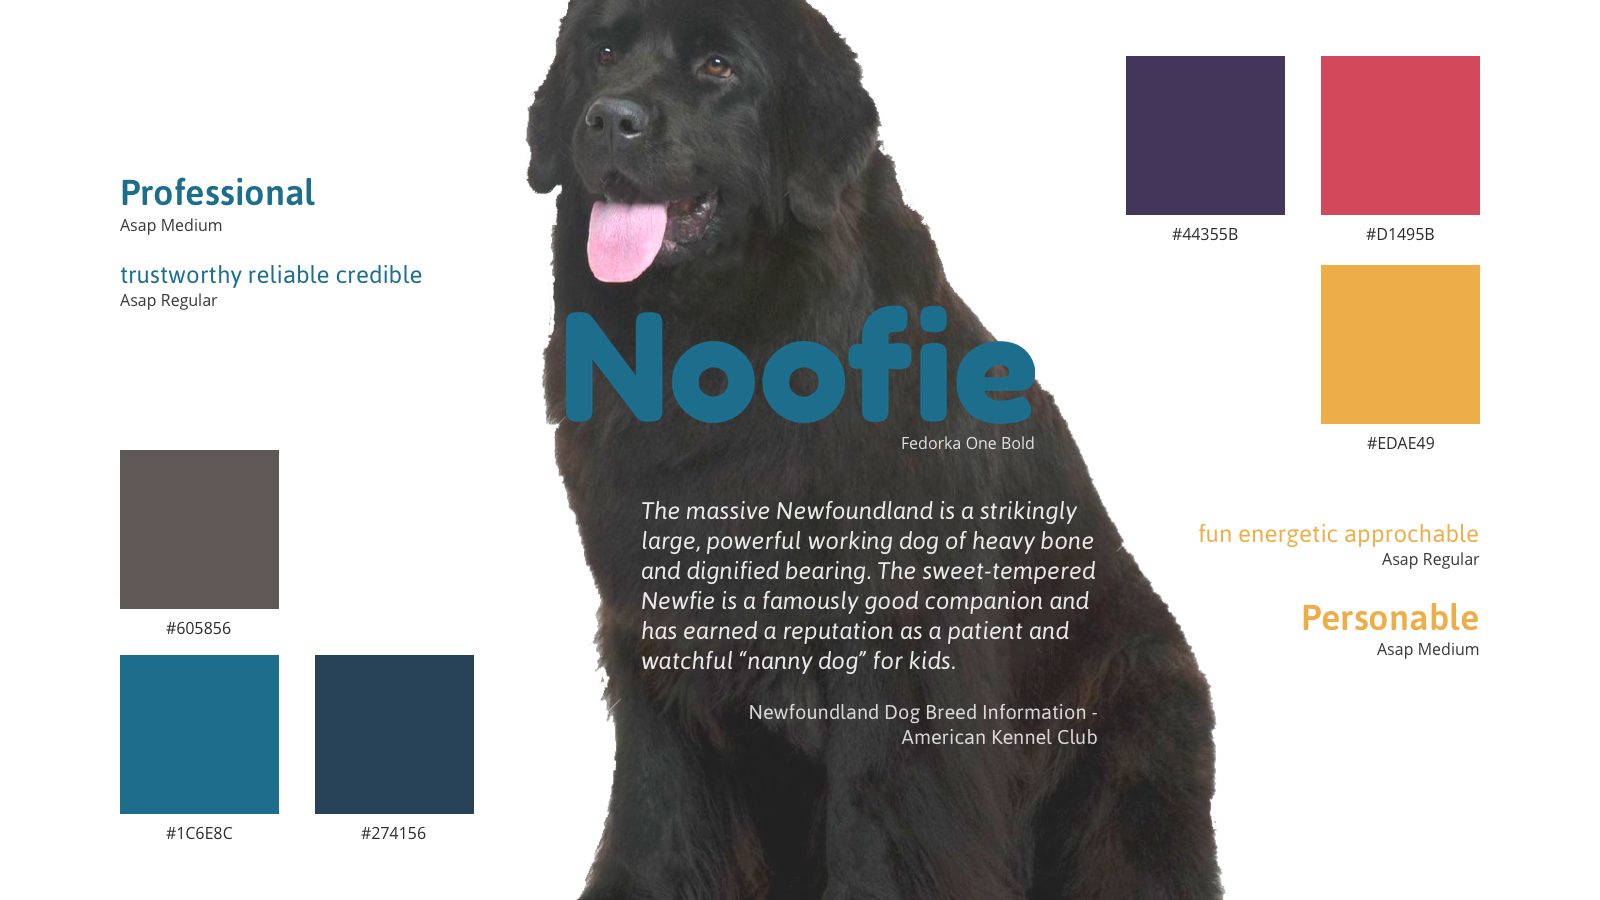 Professional
Asap Medium
trustworthy reliable credible
Asap Regular
#605856
#1C6E8C
#274156
Noofie
Fedorka One Bold
The massive Newfoundland is a strikingly
large, powerful working dog of heavy bone
and dignified bearing. The sweet-tempered
Newfie is a famously good companion and
has earned a reputation as a patient and
watchful “nanny dog” for kids.
Newfoundland Dog Breed Information -
American Kennel Club
#44355B
#D1495B
#EDAE49
fun energetic approchable
Asap Regular
Personable
Asap Medium